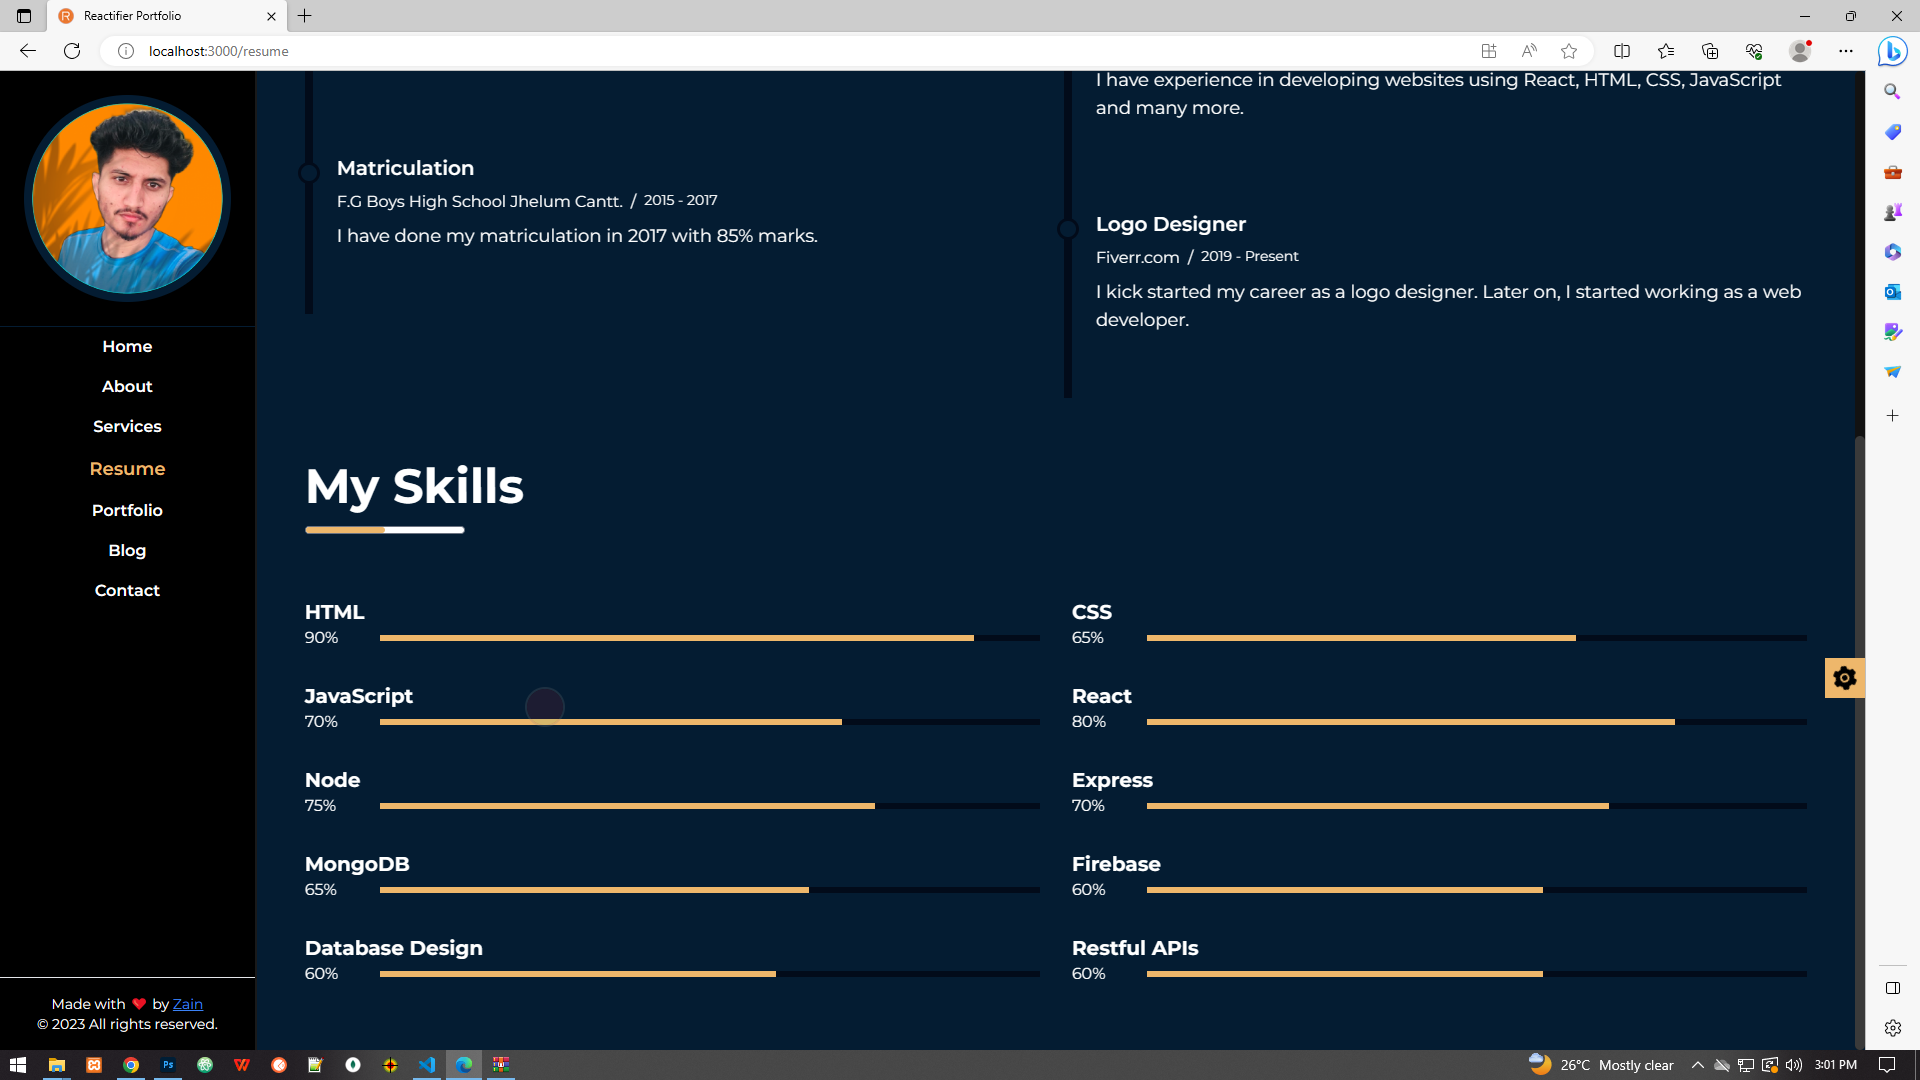 Reactifier Portfolio
localhost:3000/resume
Home
About
Services
Resume
Portfolio
Blog
Contact
Made with ❤ by Zain
© 2023 All rights reserved.
Matriculation
F.G Boys High School Jhelum Cantt. / 2015 - 2017
I have done my matriculation in 2017 with 85% marks.
I have experience in developing websites using React, HTML, CSS, JavaScript
and many more.
Logo Designer
Fiverr.com / 2019 - Present
I kick started my career as a logo designer. Later on, I started working as a web
developer.
My Skills
HTML
90%
CSS
65%
JavaScript
70%
React
80%
Node
75%
Express
70%
MongoDB
65%
Firebase
60%
Database Design
60%
Restful APIs
60%
26°C Mostly clear
3:01 PM